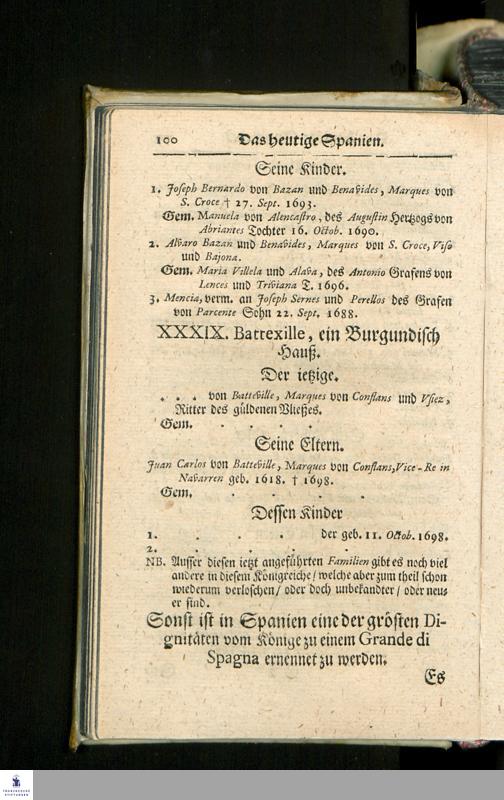 100 Das heutige Spanien.
Seine Kinder.
1. Joseph Bernardo von Bazan und Benavides, Marques von
S. Croce † 27. Sept. 1693.
Gem. Manuela von Alencastro, des Augustin Hertzogs von
Abriantes Tochter 16. Octob. 1690.
2. Alvaro Bazan und Benavides, Marques von S. Croce, Viso
und Bajona.
Gem. Maria Villela und Alava, des Antonio Grafens von
Lences und Triviana T. 1696.
3. Mencia, verm. an Joseph Sernes und Perellos des Grafen
von Parcente Sohn 22. Sept. 1688.
XXXIX. Battexille, ein Burgundisch
Hauß.
Der ietzige.
. . . von Batteville, Marques von Conflans und Vsiez,
Ritter des güldenen Vließes.
Gem. . . . .
Seine Eltern.
Juan Carlos von Batteville, Marques von Conflans, Vice-Re in
Navarren geb. 1618. † 1698.
Gem. . . . .
Dessen Kinder
1. . . . . der geb. 11. Octob. 1698.
2. . . . .
NB. Ausser diesen ietzt angeführten Familien gibt es noch viel
andere in diesem Königreiche/ welche aber zum theil schon
wiederum verloschen/ oder doch unbekandter/ oder neu-
er sind.
Sonst ist in Spanien eine der grösten Di-
gnitäten vom Könige zu einem Grande di
Spagna ernennet zu werden.
Es
FRANCKESCHE
STIFTUNGEN